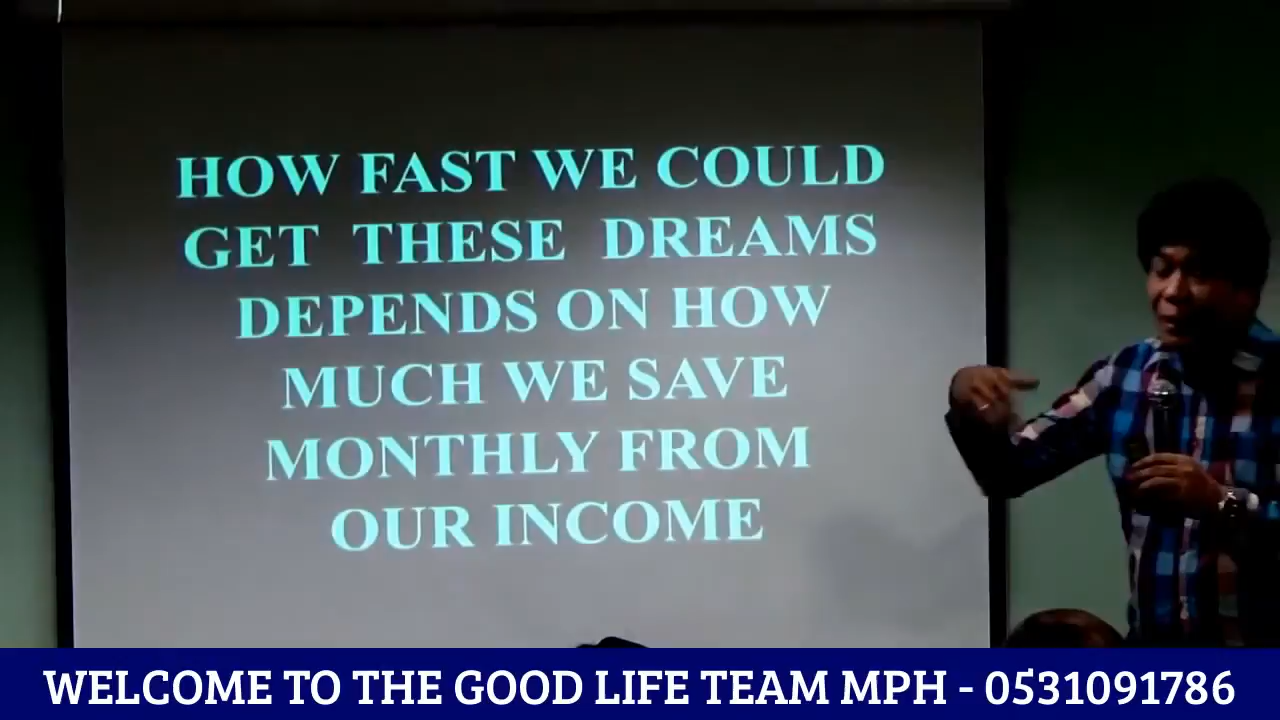 HOW FAST WE COULD
GET THESE DREAMS
DEPENDS ON HOW
MUCH WE SAVE
MONTHLY FROM
OUR INCOME
WELCOME TO THE GOOD LIFE TEAM MPH - 0531091786